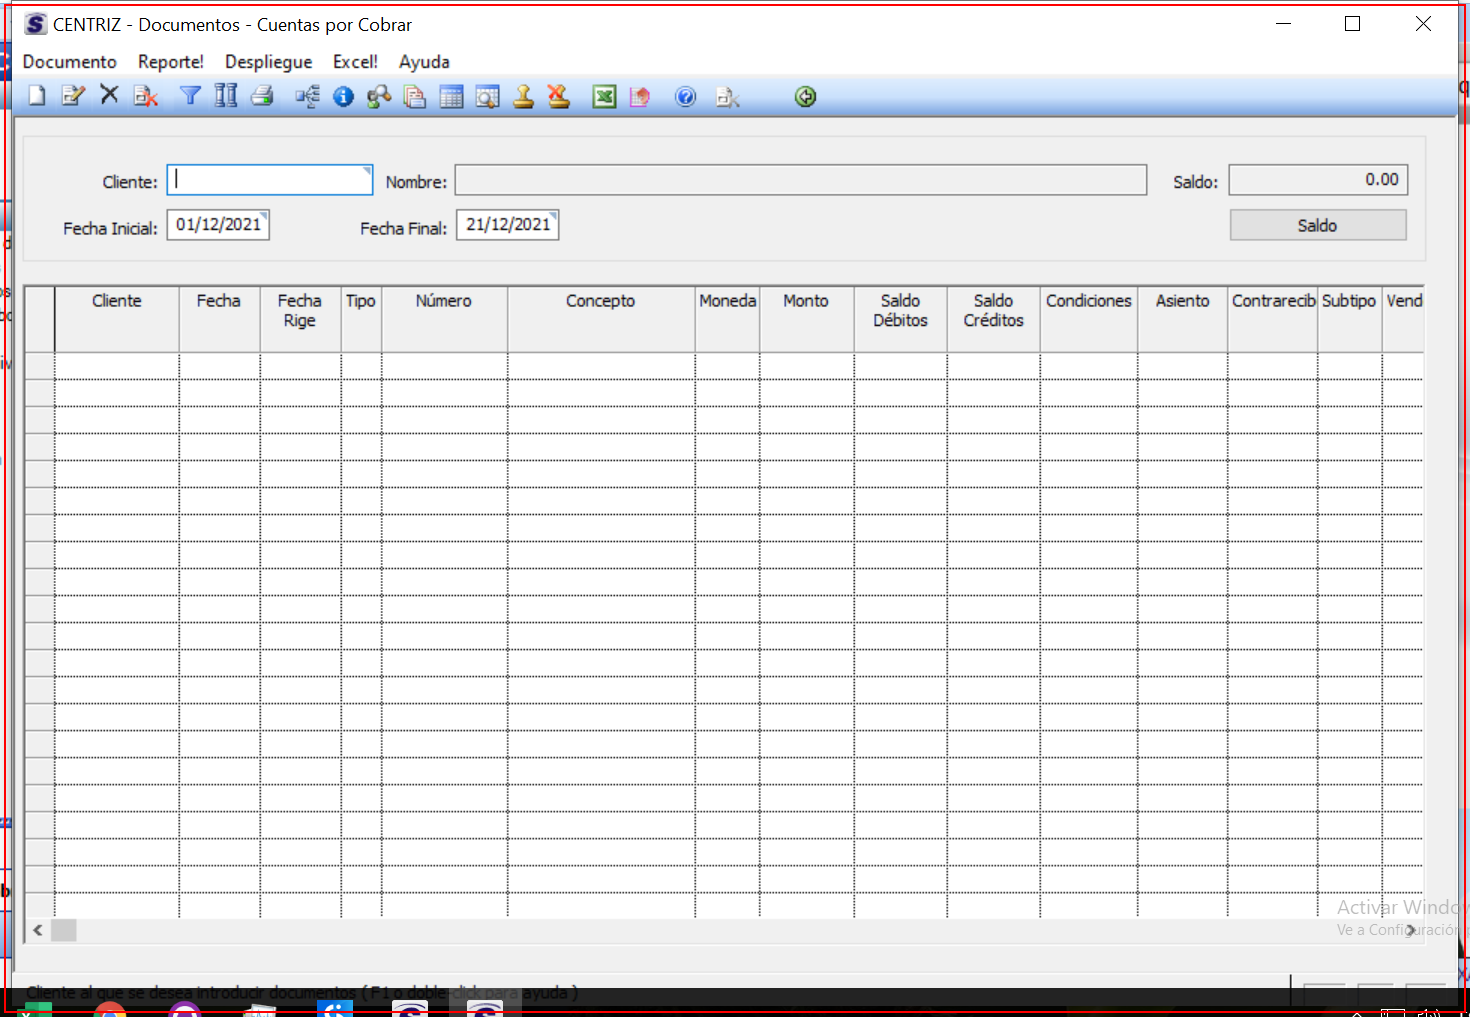 CENTRIZ - Documentos - Cuentas por Cobrar
Documento Reporte! Despliegue Excel! Ayuda
Cliente: Nombre: Saldo: 0.00
Fecha Inicial: 01/12/2021 Fecha Final: 21/12/2021 Saldo
Cliente Fecha Fecha Rige Tipo Número Concepto Moneda Monto Saldo Débitos Saldo Créditos Condiciones Asiento Contrarecib Subtipo Vend
Activar Window
Ve a Configuración p
Cliente al que se desea introducir documentos ( F1 o doble-click para ayuda )